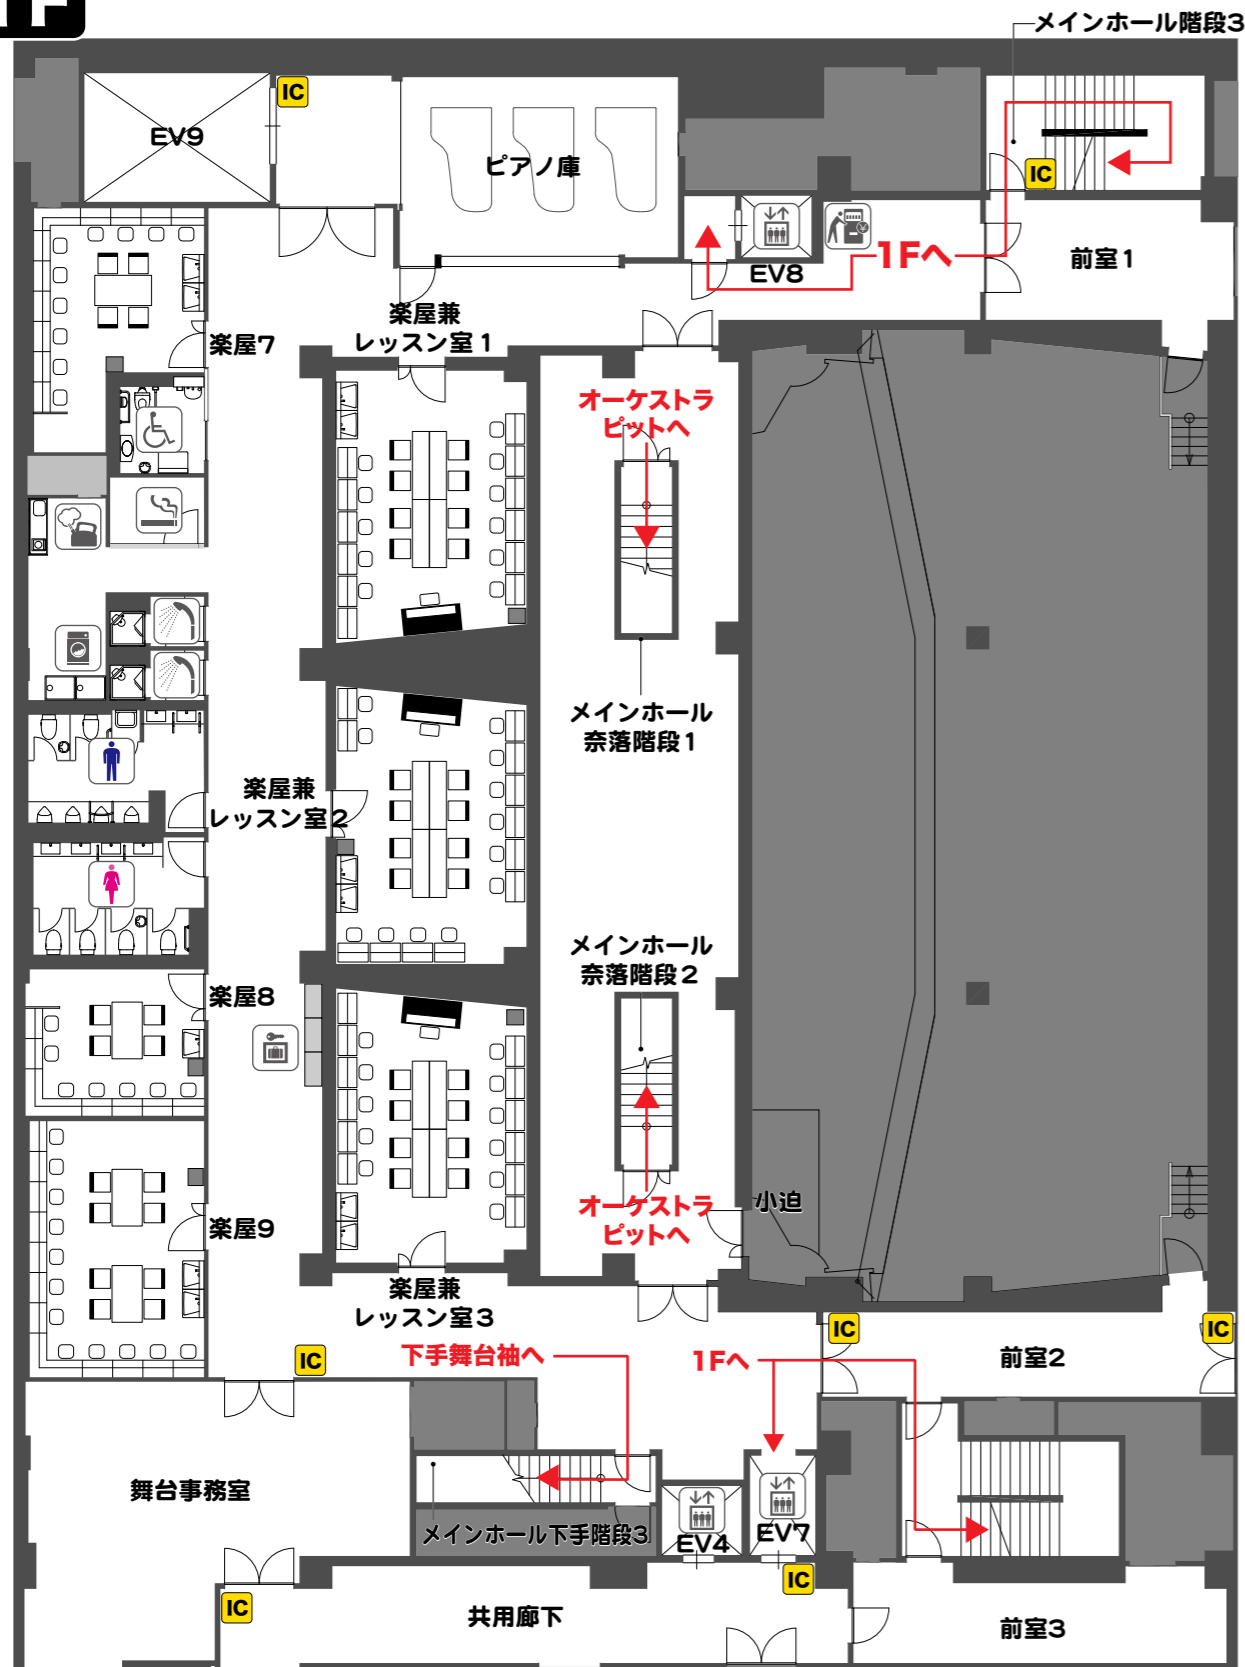 メインホール階段3
IC
EV9
ピアノ庫
IC
EV8
1Fへ
前室1
楽屋兼
レッスン室1
楽屋7
オーケストラ
ピットへ
メインホール
奈落階段1
楽屋兼
レッスン室2
メインホール
奈落階段2
楽屋8
オーケストラ
ピットへ
小迫
楽屋9
楽屋兼
レッスン室3
IC
IC
IC
下手舞台袖へ
1Fへ
前室2
舞台事務室
メインホール下手階段3
EV4
EV7
IC
IC
共用廊下
前室3